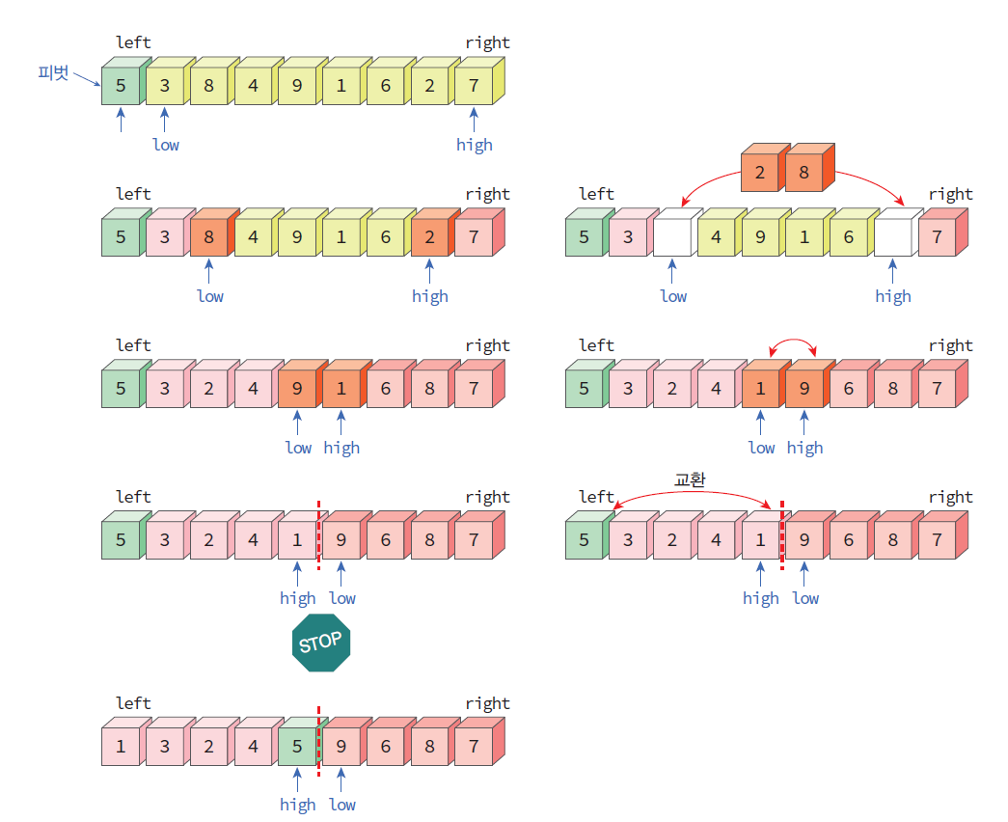 left right
피벗 5 3 8 4 9 1 6 2 7
low high
2 8
left right
5 3 8 4 9 1 6 2 7
low high
left right
5 3 4 9 1 6 7
low high
left right
5 3 2 4 9 1 6 8 7
low high
left right
5 3 2 4 1 9 6 8 7
low high
left right
5 3 2 4 1 9 6 8 7
high low
STOP
교환
left right
5 3 2 4 1 9 6 8 7
high low
left right
1 3 2 4 5 9 6 8 7
high low